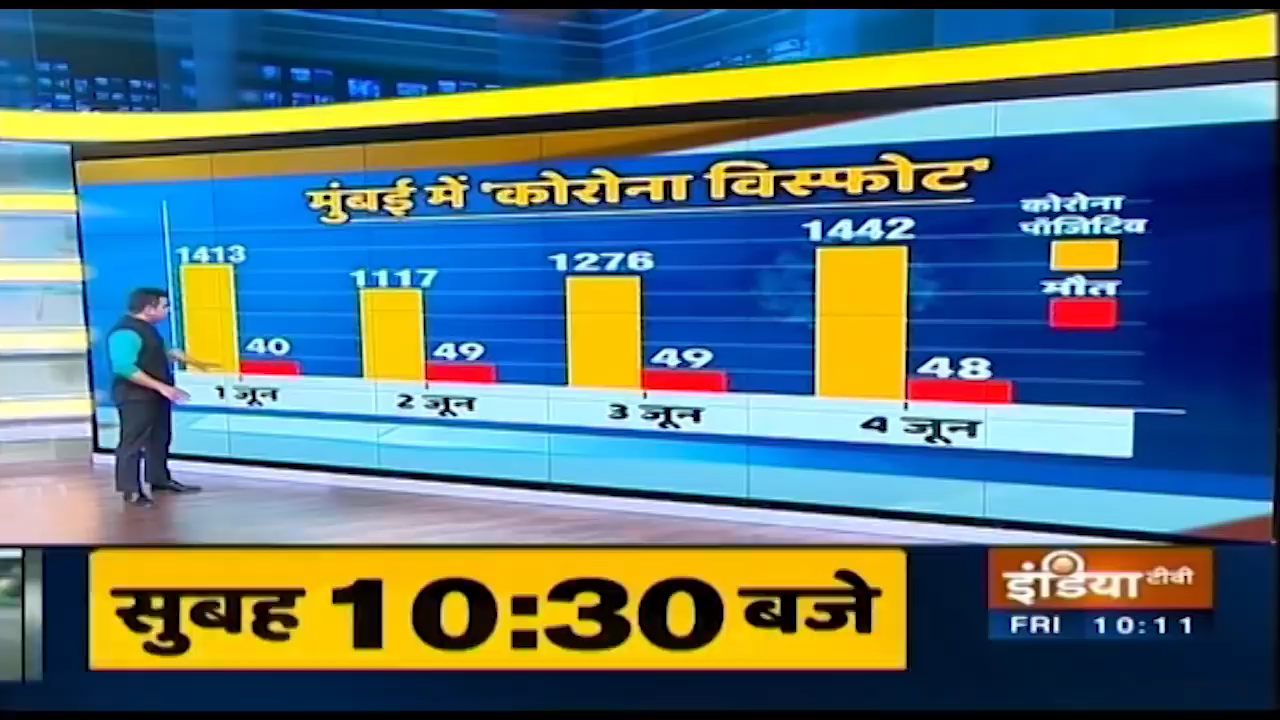 मुंबई में 'कोरोना विस्फोट'
कोरोना
पॉजिटिव
मौत
1413
1117
1276
1442
40
49
49
48
1 जून
2 जून
3 जून
4 जून
सुबह 10:30 बजे
इंडिया टीवी
FRI 10:11